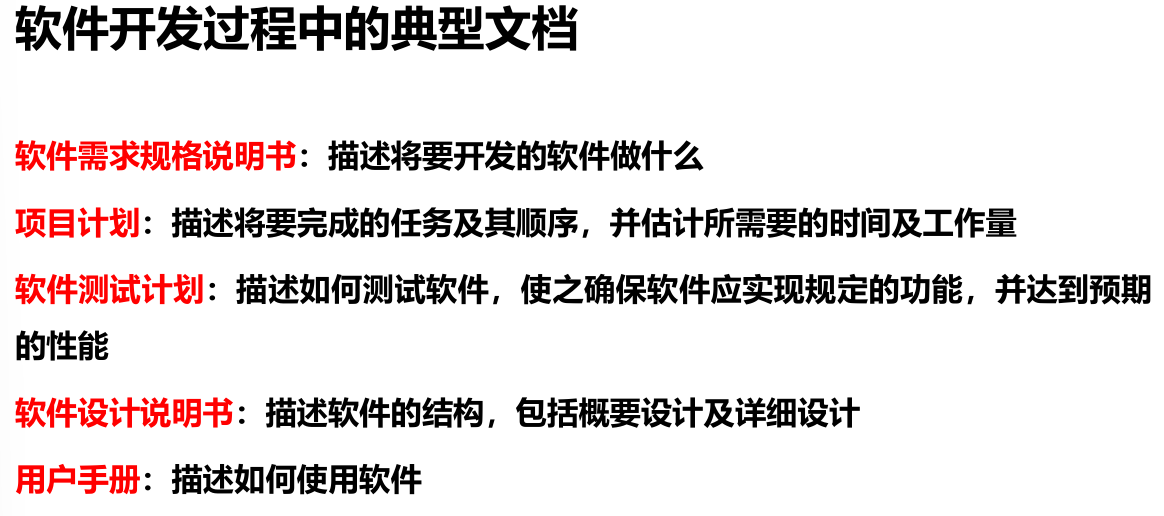 软件开发过程中的典型文档
软件需求规格说明书：描述将要开发的软件做什么
项目计划：描述将要完成的任务及其顺序，并估计所需要的时间及工作量
软件测试计划：描述如何测试软件，使之确保软件应实现规定的功能，并达到预期
的性能
软件设计说明书：描述软件的结构，包括概要设计及详细设计
用户手册：描述如何使用软件